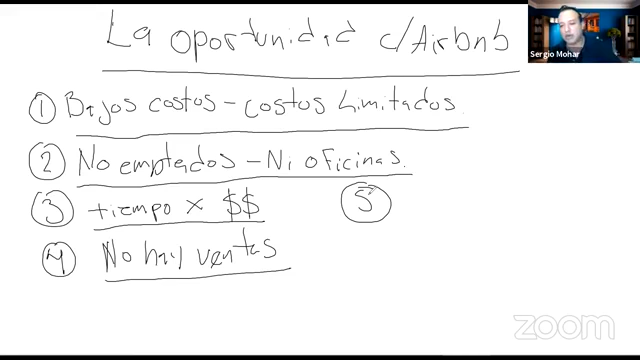 La oportunidad c/Airbnb
Sergio Mohar
① Bajos costos - costos Limitados.
② No empleados - Ni oficinas.
③ tiempo x $$
⑤
④ No hay ventas
zoom